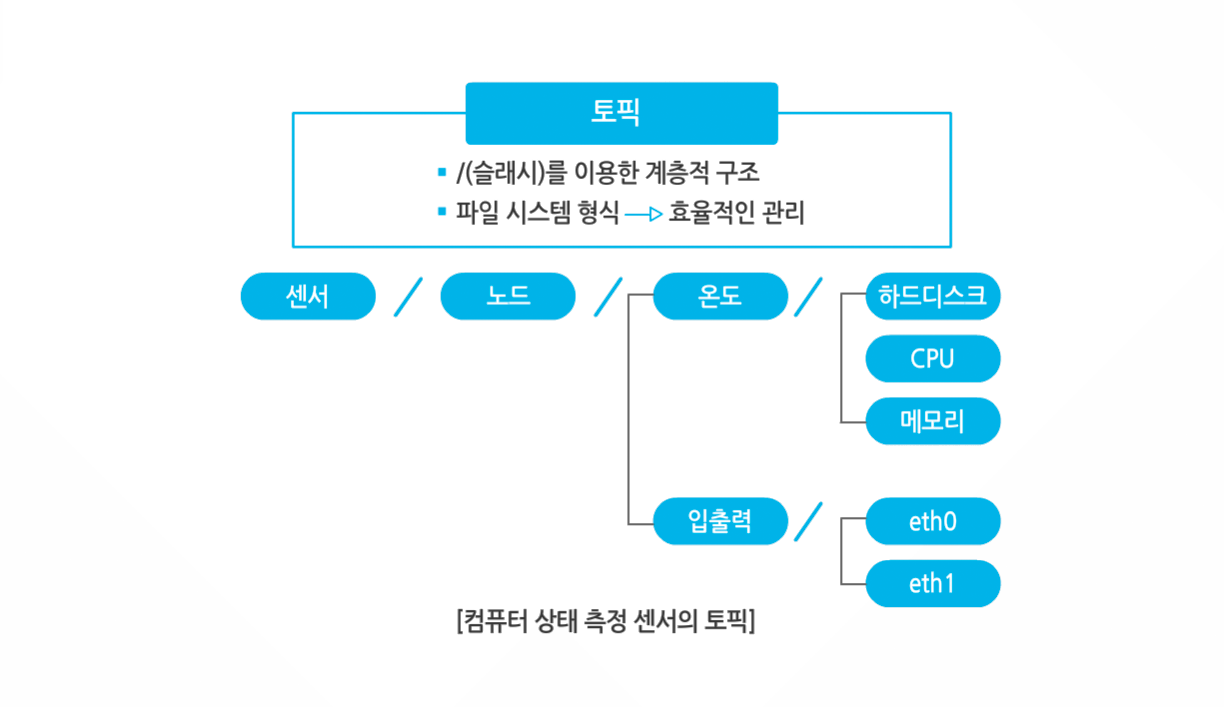 토픽
/(슬래시)를 이용한 계층적 구조
파일 시스템 형식 → 효율적인 관리
센서 / 노드 / 온도 / 하드디스크
CPU
메모리
입출력 / eth0
eth1
[컴퓨터 상태 측정 센서의 토픽]